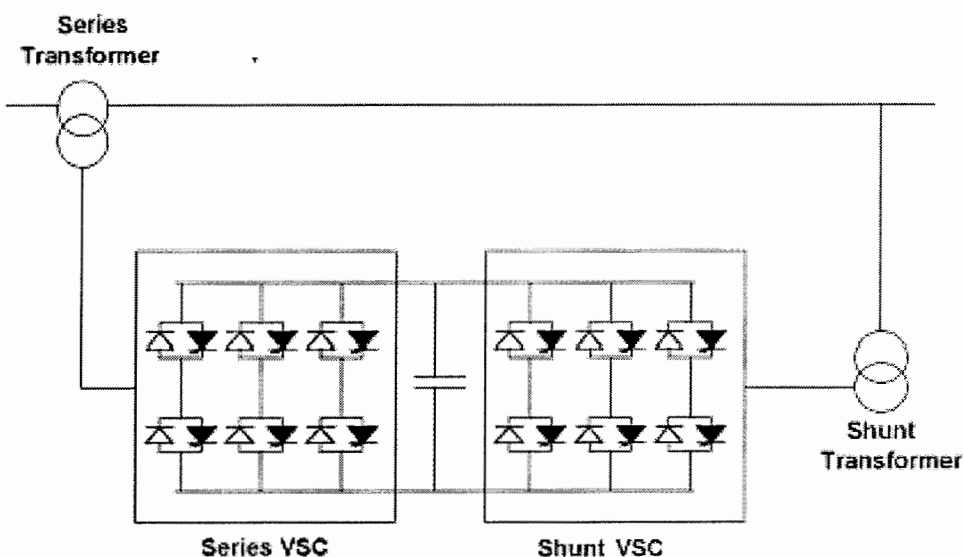 Series
Transformer
Shunt
Transformer
Series VSC
Shunt VSC